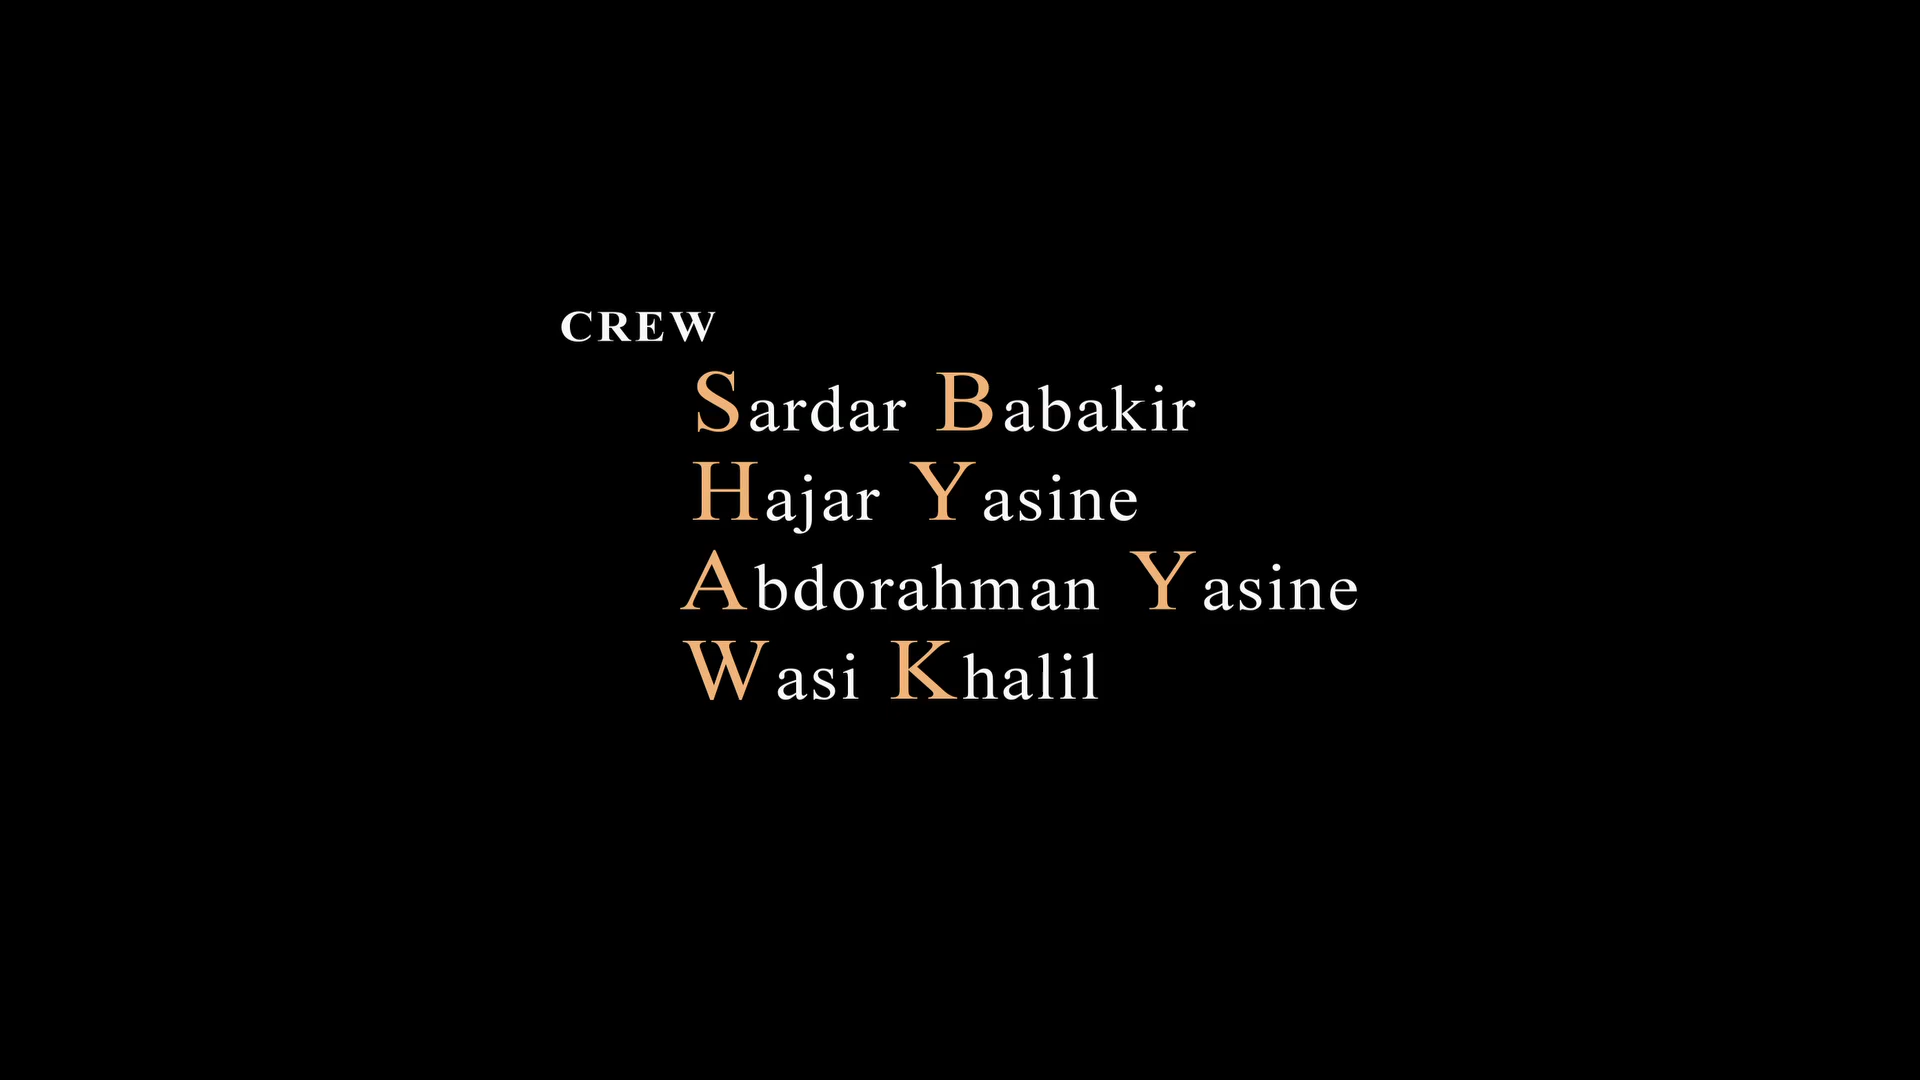 CREW
Sardar Babakir
Hajar Yasine
Abdorahman Yasine
Wasi Khalil